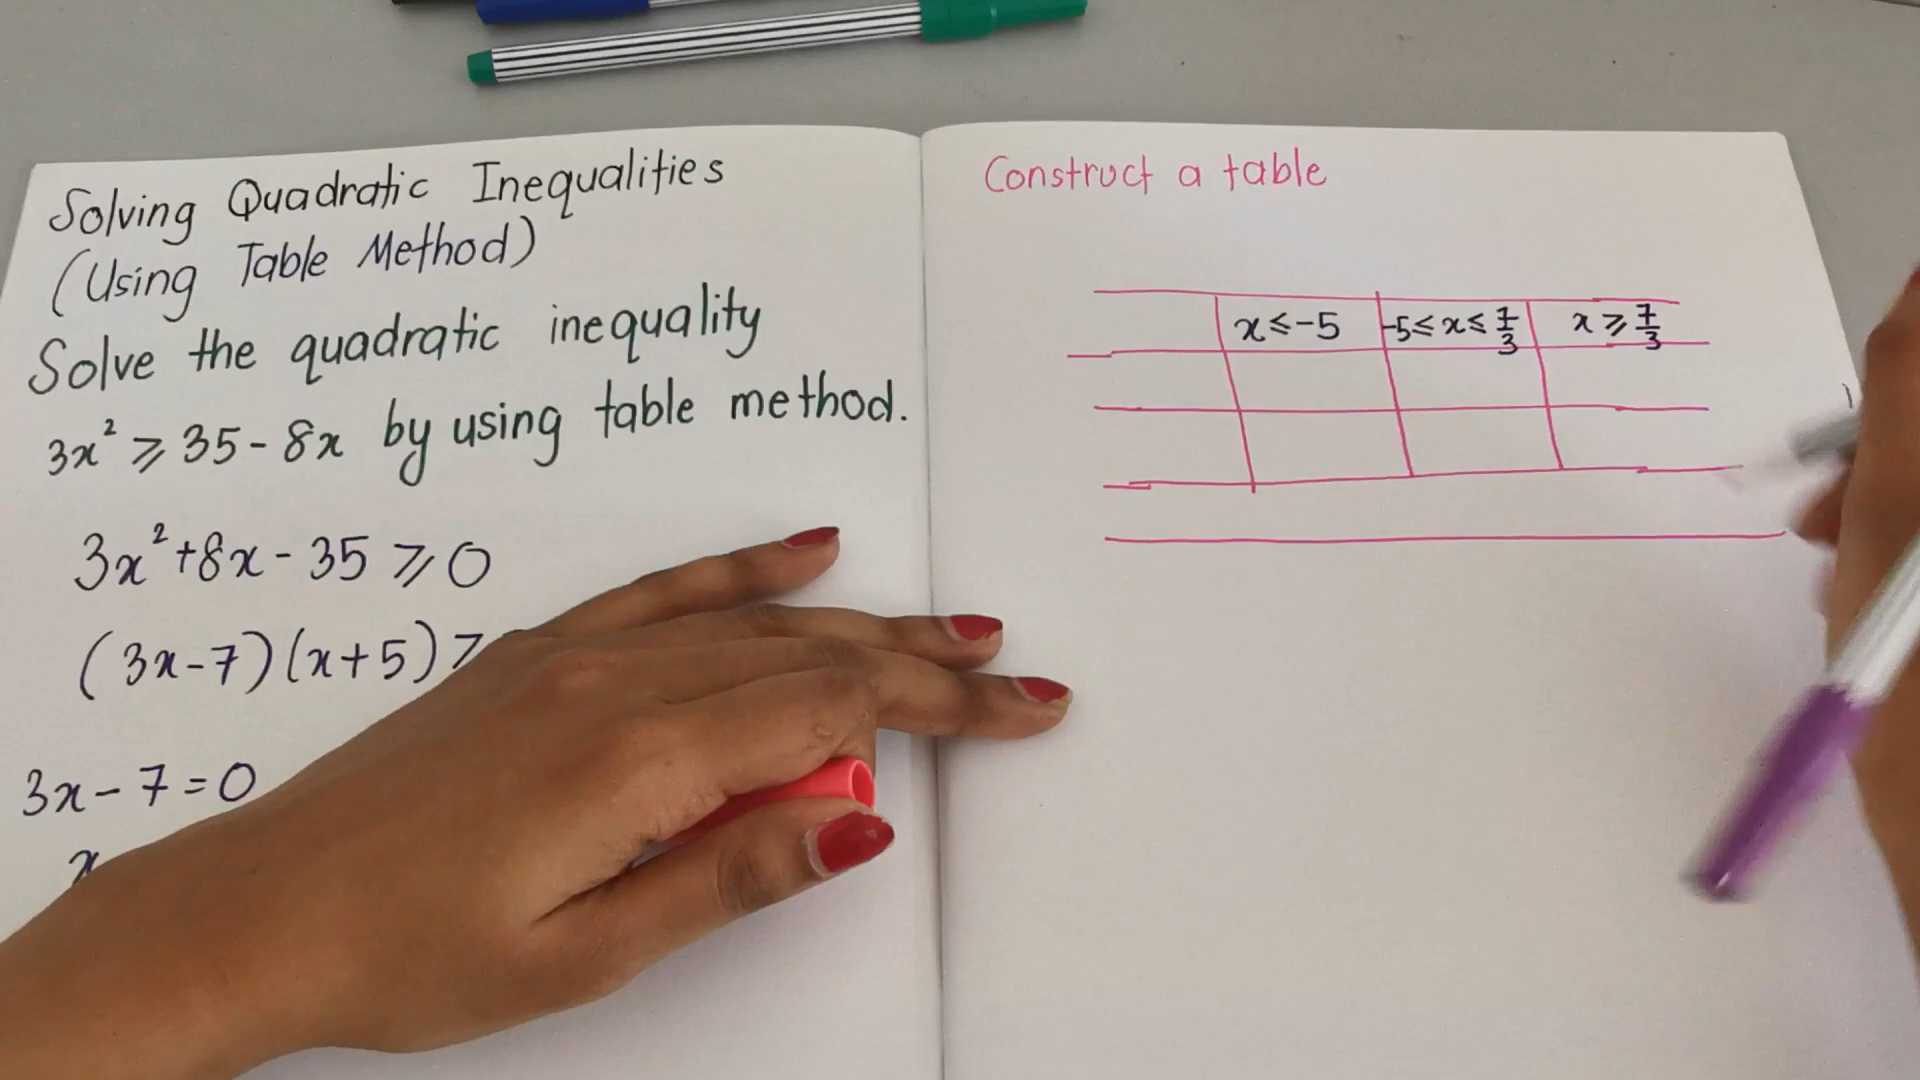 Solving Quadratic Inequalities
(Using Table Method)
Solve the quadratic inequality
3x² ⩾ 35 - 8x by using table method.
3x² + 8x - 35 ⩾ 0
(3x - 7)(x + 5) ⩾
3x - 7 = 0
x
Construct a table
x ⩽ -5 -5 ⩽ x ⩽ 7/3 x ⩾ 7/3